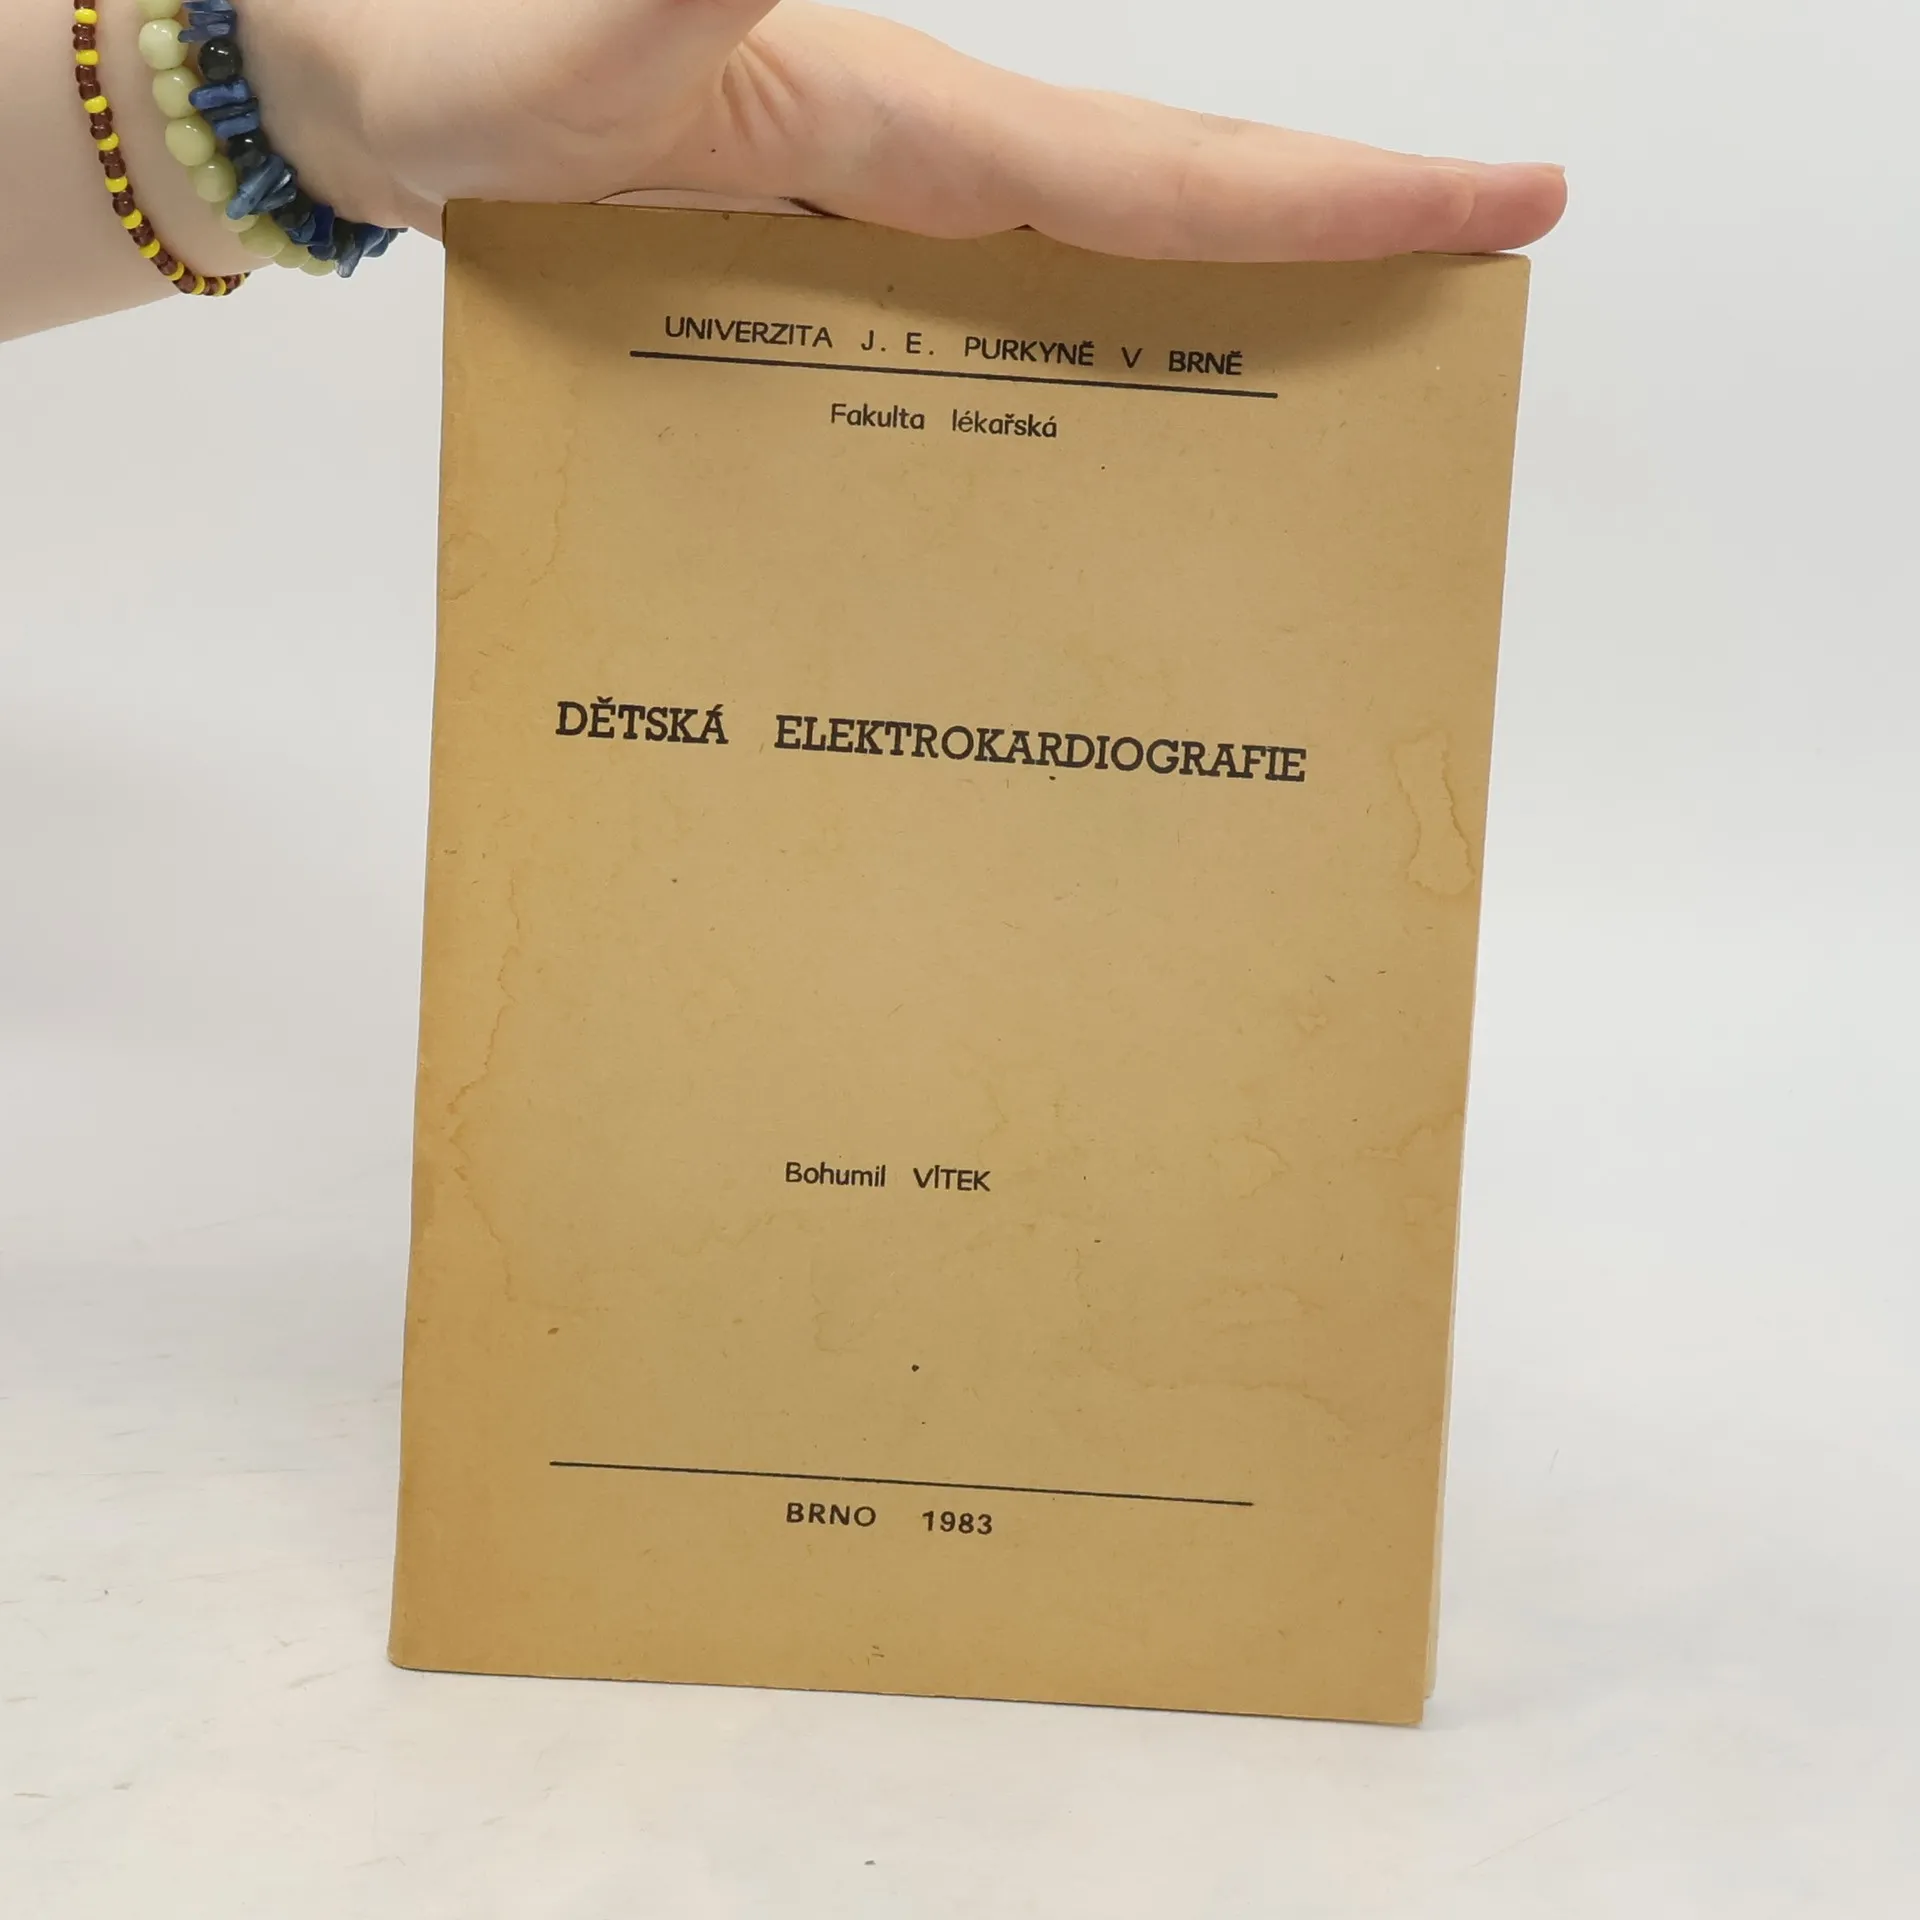 UNIVERZITA J. E. PURKYNĚ V BRNĚ
Fakulta lékařská
DĚTSKÁ ELEKTROKARDIOGRAFIE
Bohumil VÍTEK
BRNO 1983